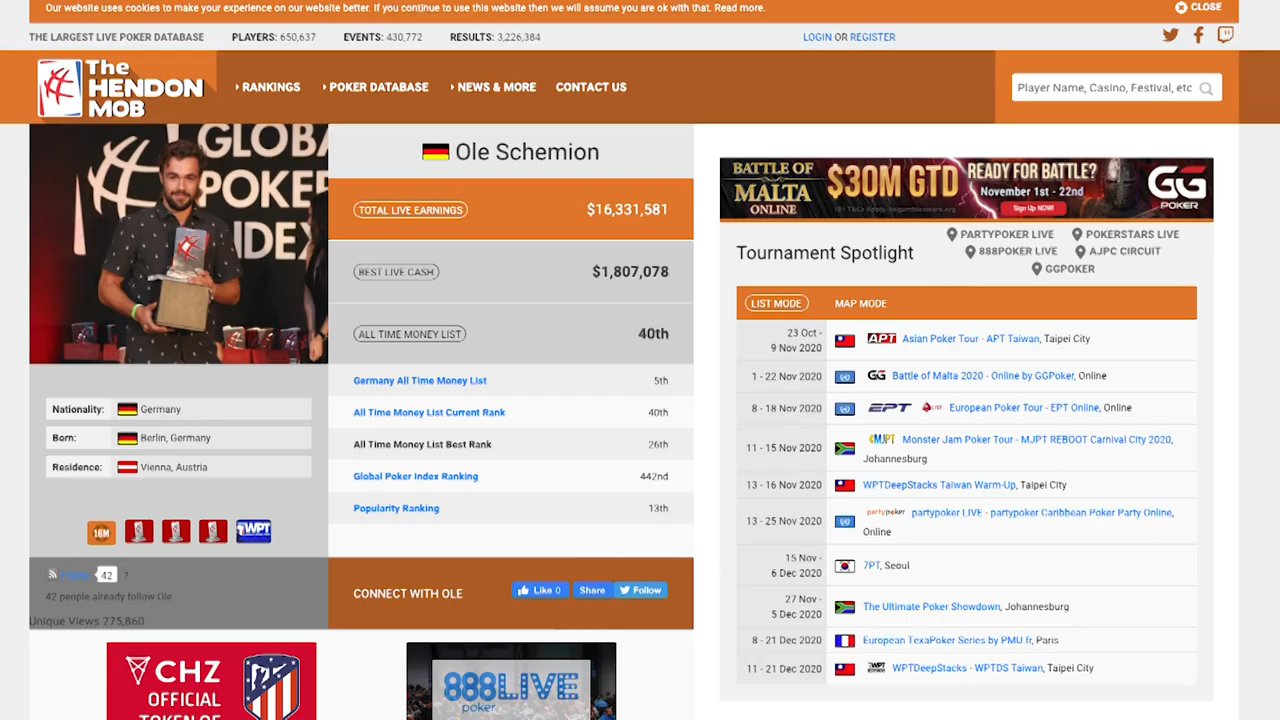 Our website uses cookies to make your experience on our website better. If you continue to use this website then we will assume you are ok with that. Read more.
CLOSE
THE LARGEST LIVE POKER DATABASE PLAYERS: 650,637 EVENTS: 430,772 RESULTS: 3,226,384 LOGIN OR REGISTER
The
HENDON
MOB
RANKINGS POKER DATABASE NEWS & MORE CONTACT US
Player Name, Casino, Festival, etc
GLOBA
POKER
INDEX
Ole Schemion
TOTAL LIVE EARNINGS $16,331,581
BEST LIVE CASH $1,807,078
ALL TIME MONEY LIST 40th
Germany All Time Money List 5th
All Time Money List Current Rank 40th
All Time Money List Best Rank 26th
Global Poker Index Ranking 442nd
Popularity Ranking 13th
Nationality: Germany
Born: Berlin, Germany
Residence: Vienna, Austria
16M
WPT
42 ?
42 people already follow Ole
Unique Views 275,860
CONNECT WITH OLE
Like 0 Share Follow
CHZ
OFFICIAL
TOKEN OF
888LIVE
poker
BATTLE OF
MALTA
ONLINE
$30M GTD
READY FOR BATTLE?
November 1st - 22nd
Sign Up NOW!
18+ T&Cs Apply. begambleaware.org
GG
POKER
Tournament Spotlight
PARTYPOKER LIVE POKERSTARS LIVE
888POKER LIVE AJPC CIRCUIT
GGPOKER
LIST MODE MAP MODE
23 Oct -
9 Nov 2020
APT Asian Poker Tour - APT Taiwan, Taipei City
1 - 22 Nov 2020 GG Battle of Malta 2020 - Online by GGPoker, Online
8 - 18 Nov 2020 EPT European Poker Tour - EPT Online, Online
11 - 15 Nov 2020 MJPT Monster Jam Poker Tour - MJPT REBOOT Carnival City 2020,
Johannesburg
13 - 16 Nov 2020 WPTDeepStacks Taiwan Warm-Up, Taipei City
13 - 25 Nov 2020 partypoker partypoker LIVE - partypoker Caribbean Poker Party Online,
Online
15 Nov -
6 Dec 2020
7PT, Seoul
27 Nov -
5 Dec 2020
The Ultimate Poker Showdown, Johannesburg
8 - 21 Dec 2020 European TexaPoker Series by PMU.fr, Paris
11 - 21 Dec 2020 WPT WPTDeepStacks - WPTDS Taiwan, Taipei City